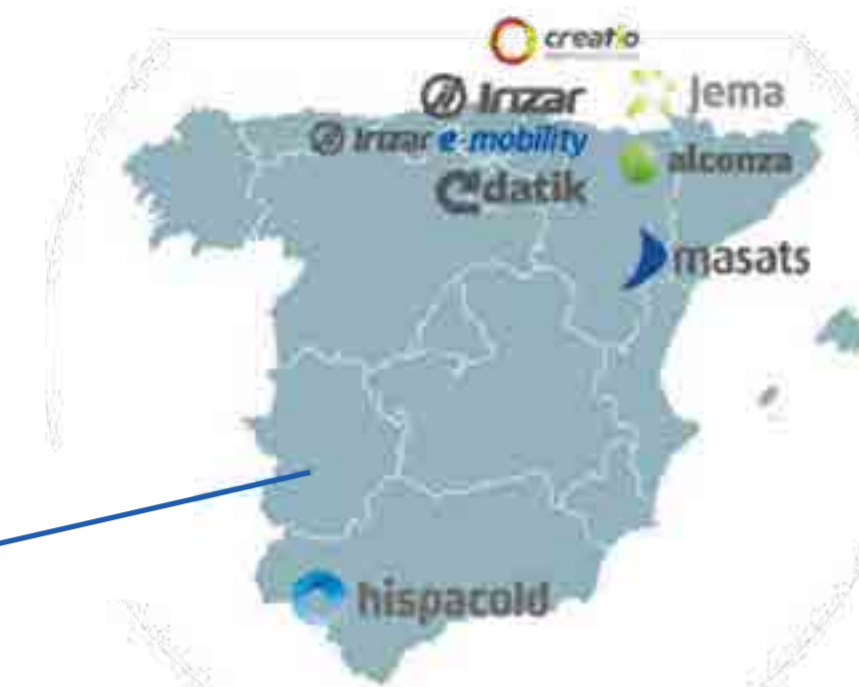 creatio
Irizar
jema
Irizar e-mobility
alconza
datik
masats
hispacold